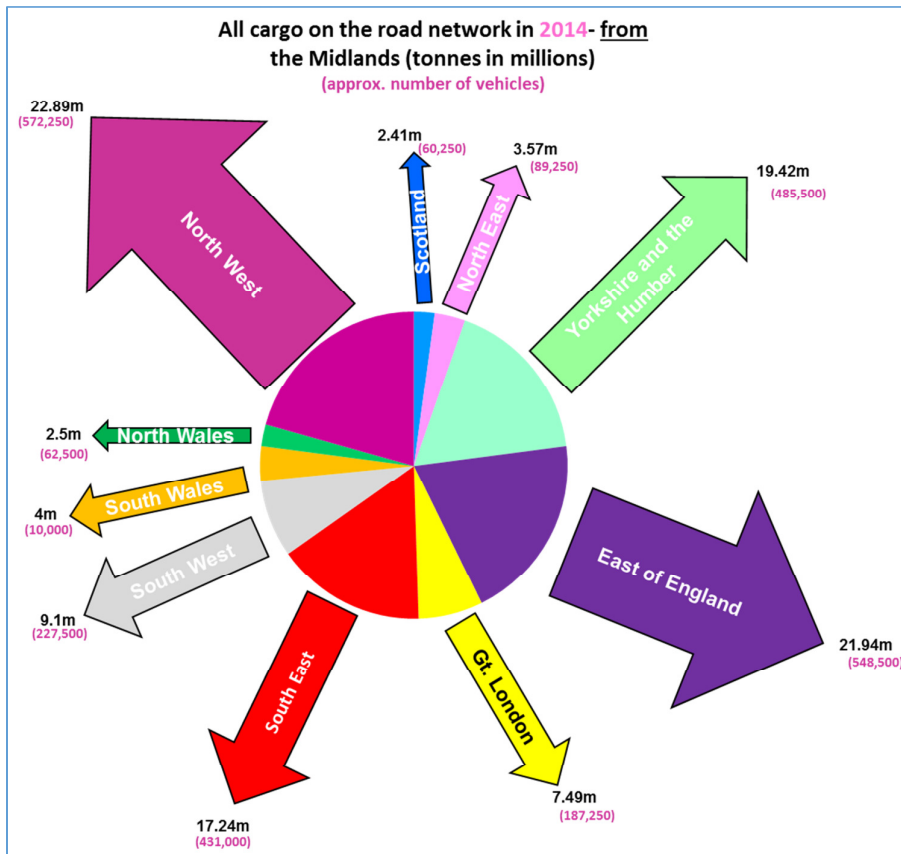 All cargo on the road network in 2014- from
the Midlands (tonnes in millions)
(approx. number of vehicles)
22.89m
(572,250)
North West
2.41m
(60,250)
Scotland
3.57m
(89,250)
North East
19.42m
(485,500)
Yorkshire and the
Humber
2.5m
(62,500)
North Wales
4m
(10,000)
South Wales
9.1m
(227,500)
South West
East of England
21.94m
(548,500)
South East
17.24m
(431,000)
Gt. London
7.49m
(187,250)